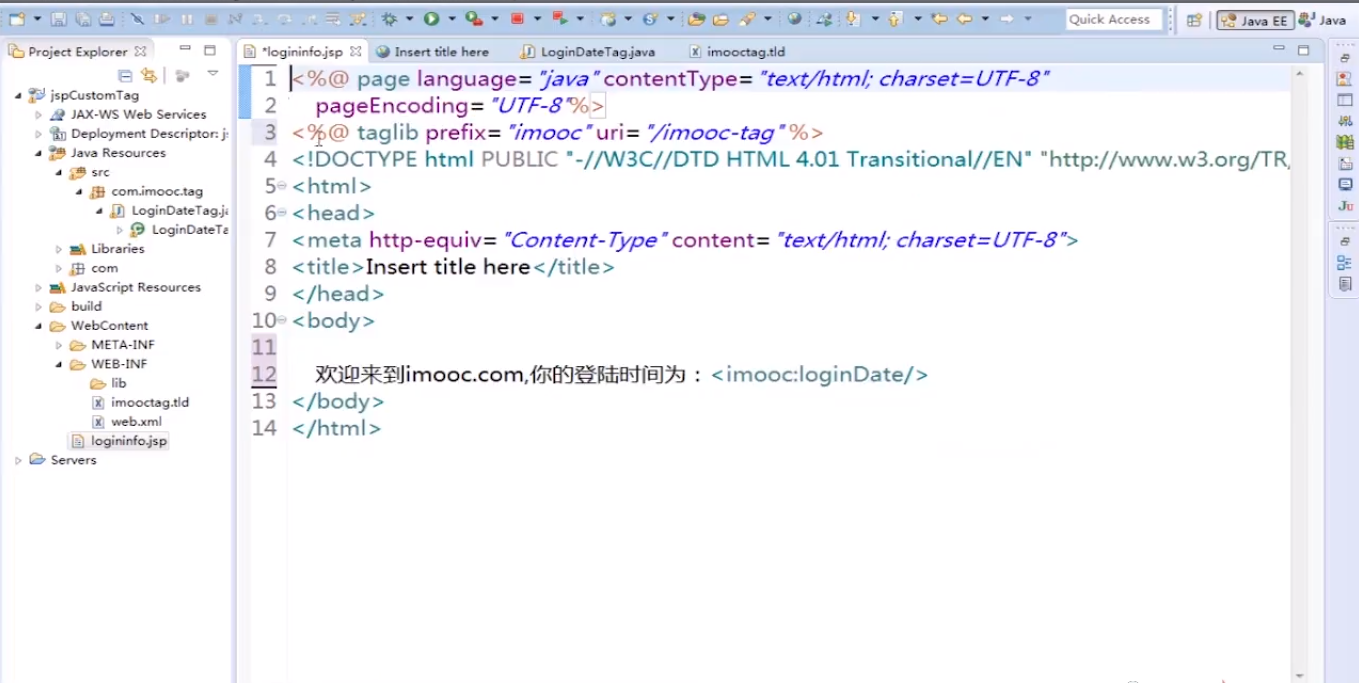 Quick Access
Java EE
Java
Project Explorer
*logininfo.jsp
Insert title here
LoginDateTag.java
imooctag.tld
jspCustomTag
JAX-WS Web Services
Deployment Descriptor: js
Java Resources
src
com.imooc.tag
LoginDateTag.ja
LoginDateTa
Libraries
com
JavaScript Resources
build
WebContent
META-INF
WEB-INF
lib
imooctag.tld
web.xml
logininfo.jsp
Servers
1 <%@ page language="java" contentType="text/html; charset=UTF-8"
2 pageEncoding="UTF-8"%>
3 <%@ taglib prefix="imooc" uri="/imooc-tag"%>
4 <!DOCTYPE html PUBLIC "-//W3C//DTD HTML 4.01 Transitional//EN" "http://www.w3.org/TR/
5 <html>
6 <head>
7 <meta http-equiv="Content-Type" content="text/html; charset=UTF-8">
8 <title>Insert title here</title>
9 </head>
10 <body>
11
12 欢迎来到imooc.com,你的登陆时间为：<imooc:loginDate/>
13 </body>
14 </html>
Ju